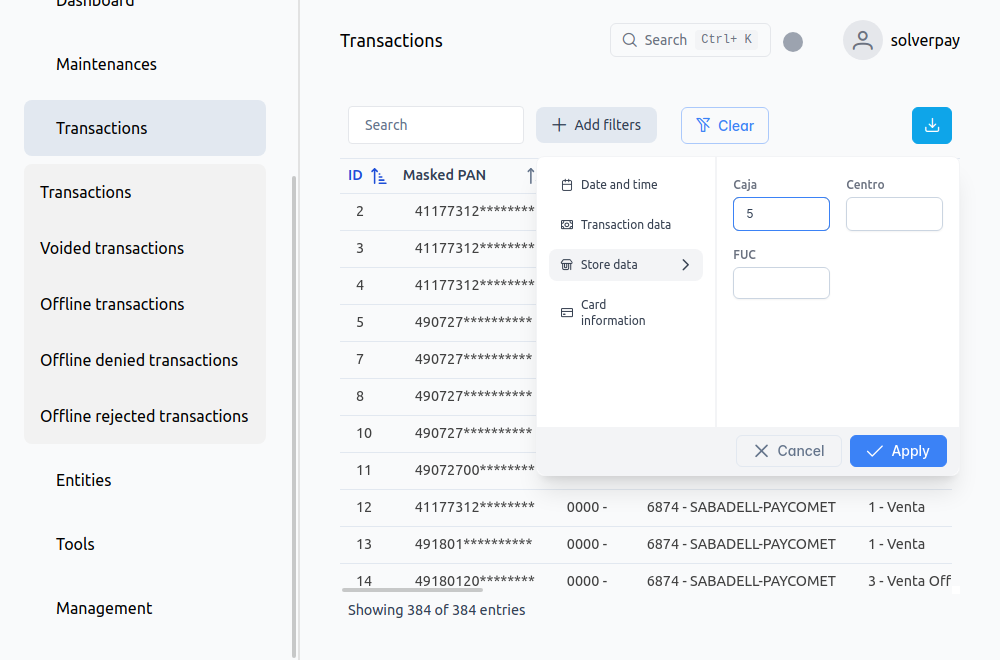 Dashboard
Maintenances
Transactions
Transactions
Voided transactions
Offline transactions
Offline denied transactions
Offline rejected transactions
Entities
Tools
Management
Transactions
Search Ctrl+ K
solverpay
Search
Add filters
Clear
ID Masked PAN
2 41177312********
3 41177312********
4 41177312********
5 490727**********
7 490727**********
8 490727**********
10 490727**********
11 49072700********
12 41177312******** 0000 - 6874 - SABADELL-PAYCOMET 1 - Venta
13 491801********** 0000 - 6874 - SABADELL-PAYCOMET 1 - Venta
14 49180120******** 0000 - 6874 - SABADELL-PAYCOMET 3 - Venta Off
Showing 384 of 384 entries
Date and time
Transaction data
Store data
Card
information
Caja Centro
5
FUC
Cancel
Apply